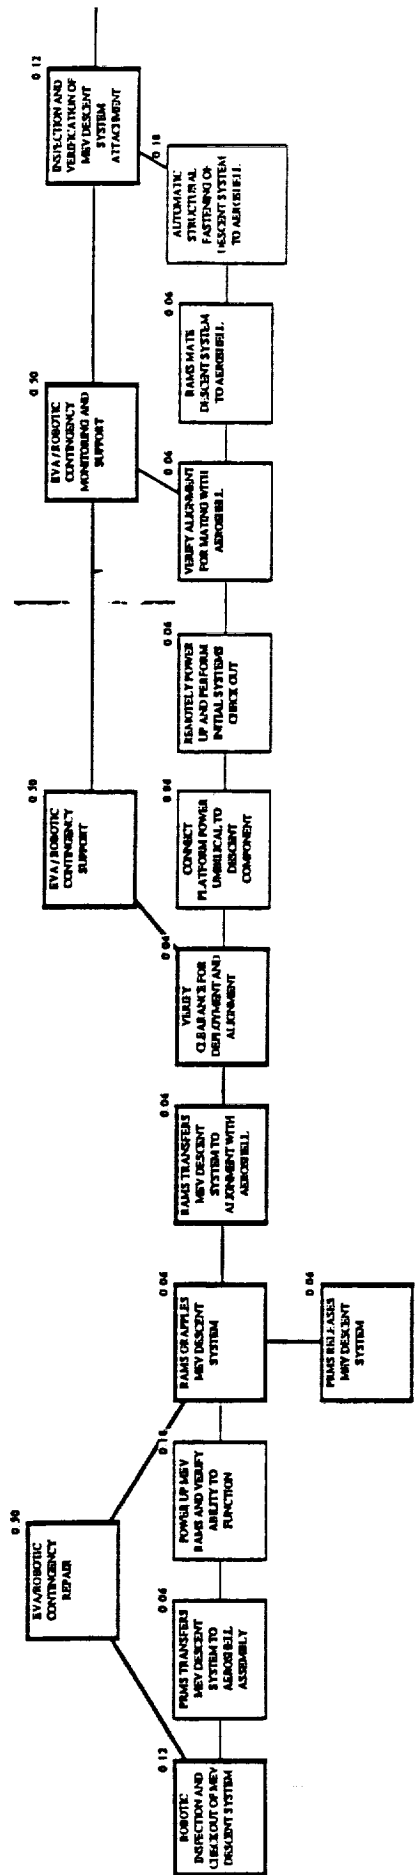 0 50
EVA/ROBOTIC
CONTINGENCY
REPAIR
0 50
EVA / ROBOTIC
CONTINGENCY
SUPPORT
0 50
EVA / ROBOTIC
CONTINGENCY
MONITORING AND
SUPPORT
0 12
INSPECTION AND
VERIFICATION OF
MEV DESCENT
SYSTEM
ATTACHMENT
0 12
ROBOTIC
INSPECTION AND
CHECK OUT OF MEV
DESCENT SYSTEM
0 06
PRMS TRANSFERS
MEV DESCENT
SYSTEM TO
AEROSHELL
ASSEMBLY
0 18
POWER UP MEV
RAMS AND VERIFY
ABILITY TO
FUNCTION
0 06
RAMS GRAPPLES
MEV DESCENT
SYSTEM
0 06
RAMS TRANSFERS
MEV DESCENT
SYSTEM TO
ALIGNMENT WITH
AEROSHELL
0 06
VERIFY
CLEARANCE FOR
DEPLOYMENT AND
ALIGNMENT
CONNECT
PLATFORM POWER
UMBILICAL TO
DESCENT
COMPONENT
0 06
REMOTELY POWER
UP AND PERFORM
INITIAL SYSTEMS
CHECK OUT
0 06
VERIFY ALIGNMENT
FOR MATING WITH
AEROSHELL
0 06
RAMS MATE
DESCENT SYSTEM
TO AEROSHELL
0 18
AUTOMATIC
STRUCTURAL
FASTENING OF
DESCENT SYSTEM
TO AEROSHELL
0 06
PRMS RELEASES
MEV DESCENT
SYSTEM